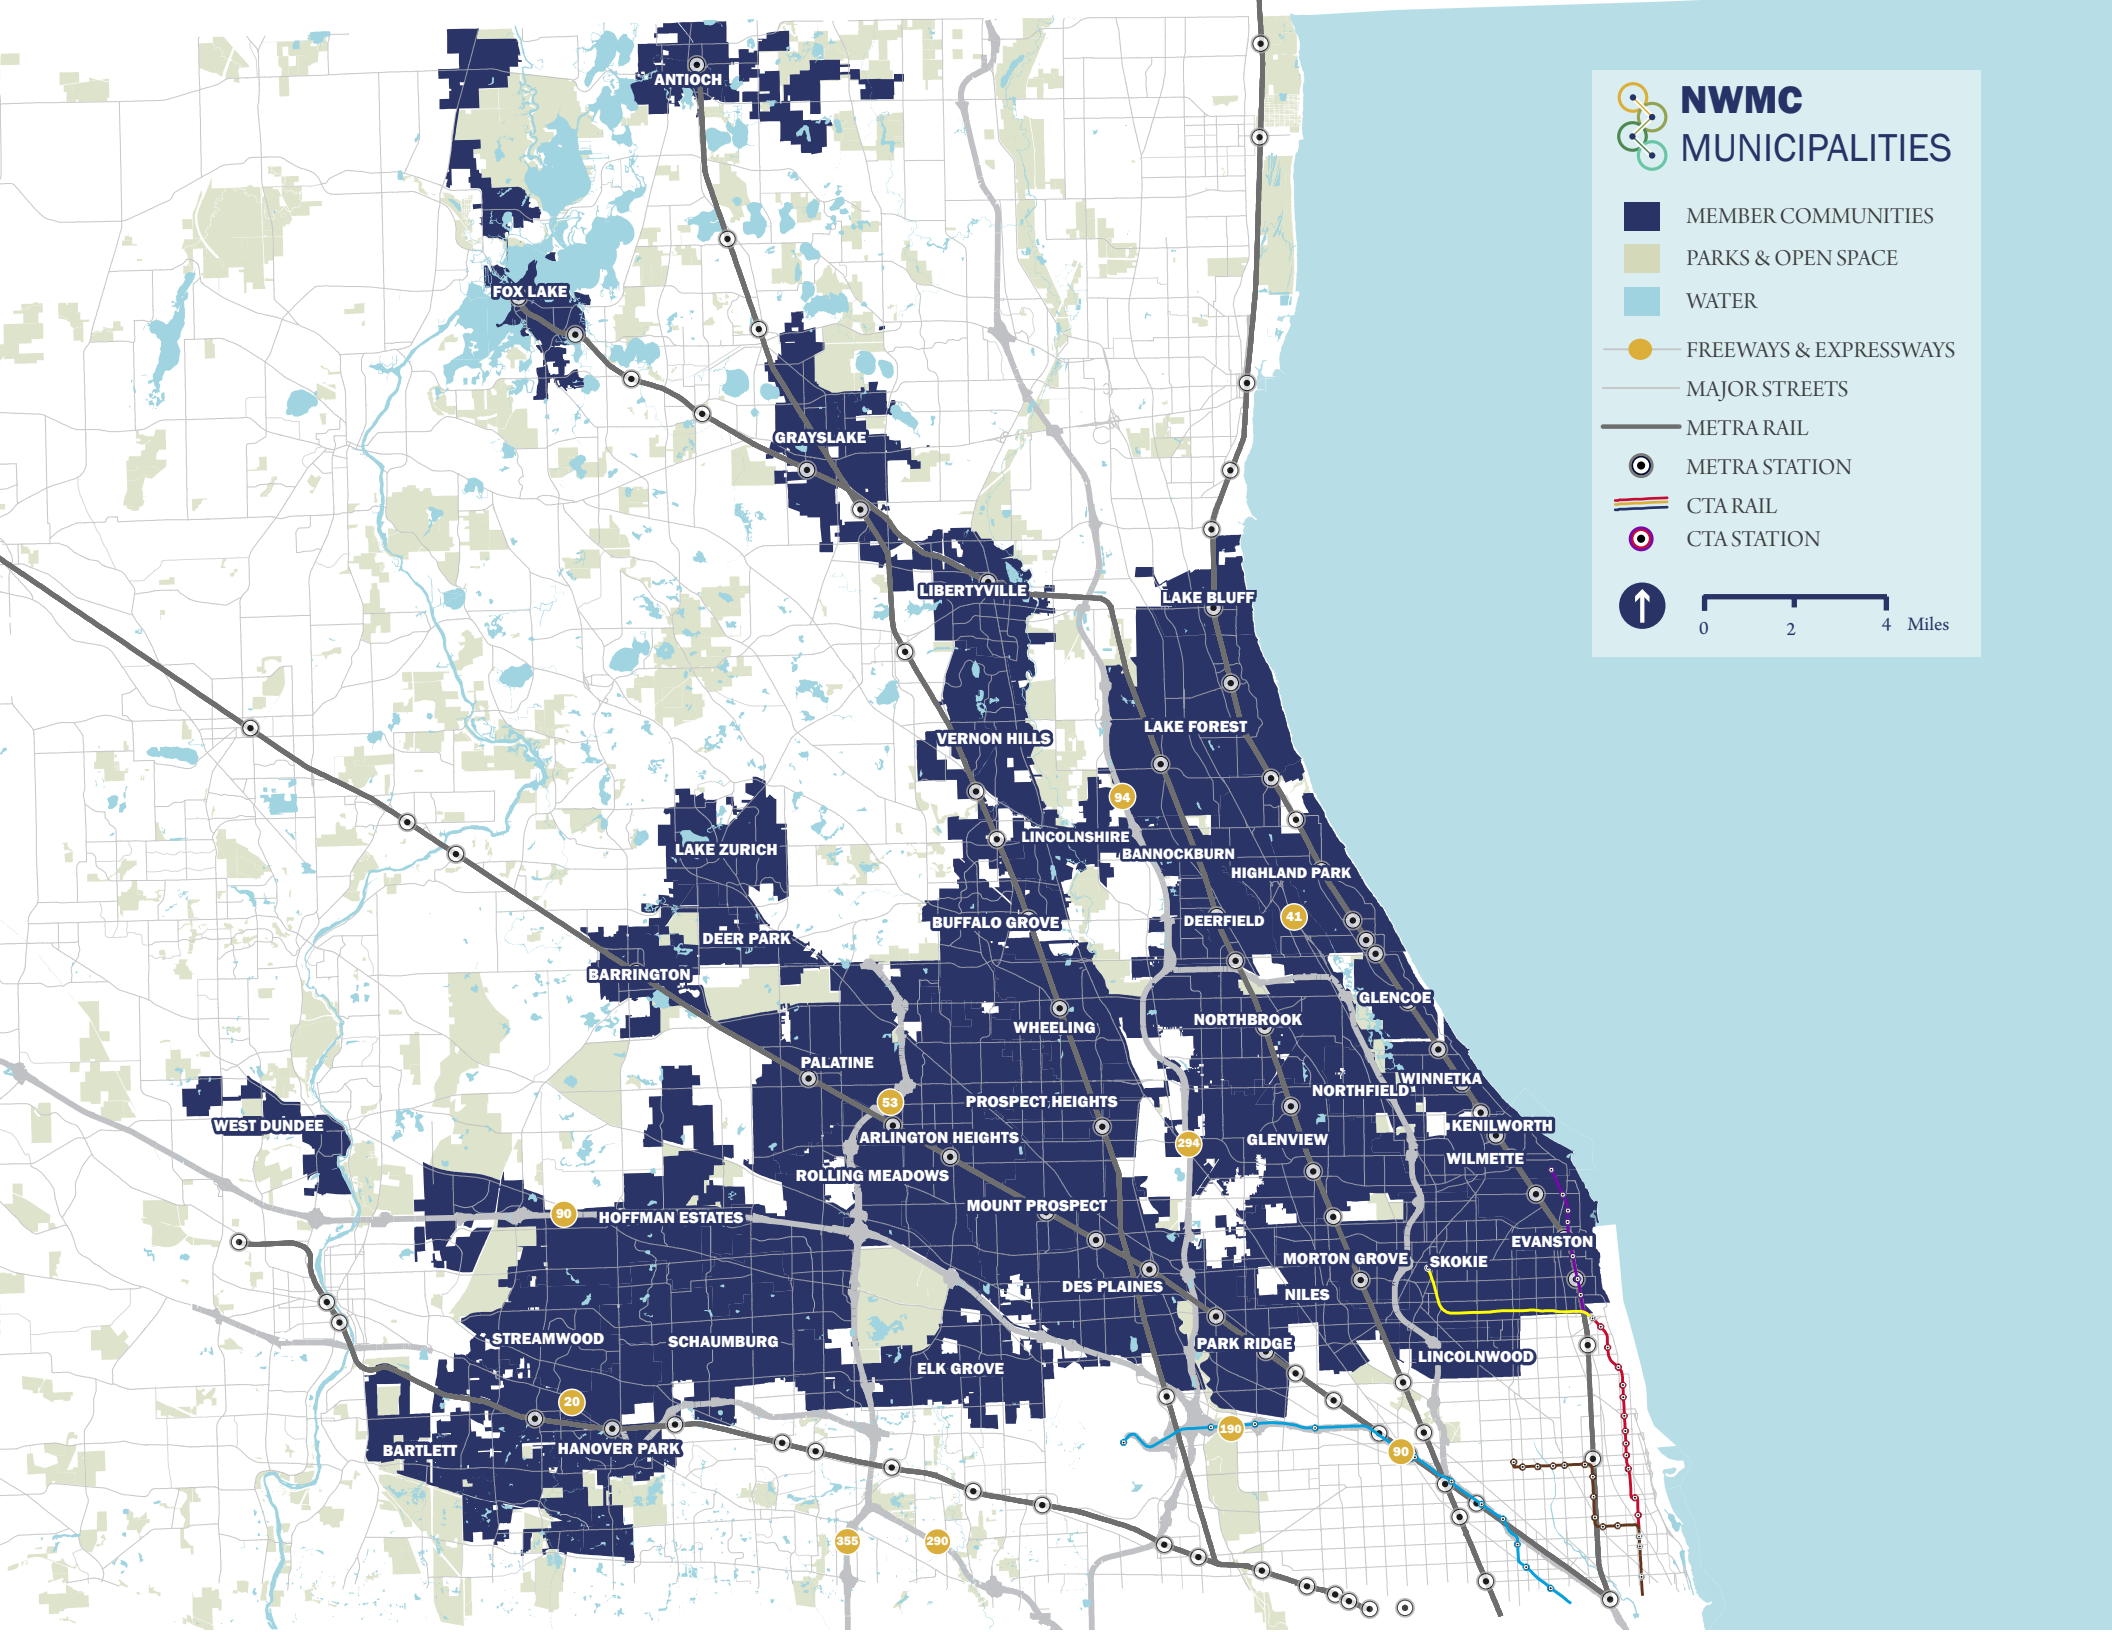 NWMC
MUNICIPALITIES
MEMBER COMMUNITIES
PARKS & OPEN SPACE
WATER
FREEWAYS & EXPRESSWAYS
MAJOR STREETS
METRA RAIL
METRA STATION
CTA RAIL
CTA STATION
0 2 4 Miles
ANTIOCH
FOX LAKE
GRAYSLAKE
LIBERTYVILLE
LAKE BLUFF
LAKE FOREST
VERNON HILLS
94
LINCOLNSHIRE
LAKE ZURICH
BANNOCKBURN
HIGHLAND PARK
41
DEERFIELD
BUFFALO GROVE
DEER PARK
BARRINGTON
GLENCOE
NORTHBROOK
WHEELING
PALATINE
WINNETKA
NORTHFIELD
53
PROSPECT HEIGHTS
WEST DUNDEE
KENILWORTH
ARLINGTON HEIGHTS
294
GLENVIEW
WILMETTE
ROLLING MEADOWS
MOUNT PROSPECT
90
HOFFMAN ESTATES
EVANSTON
MORTON GROVE
SKOKIE
DES PLAINES
NILES
STREAMWOOD
SCHAUMBURG
PARK RIDGE
LINCOLNWOOD
ELK GROVE
20
190
BARTLETT
HANOVER PARK
90
355
290